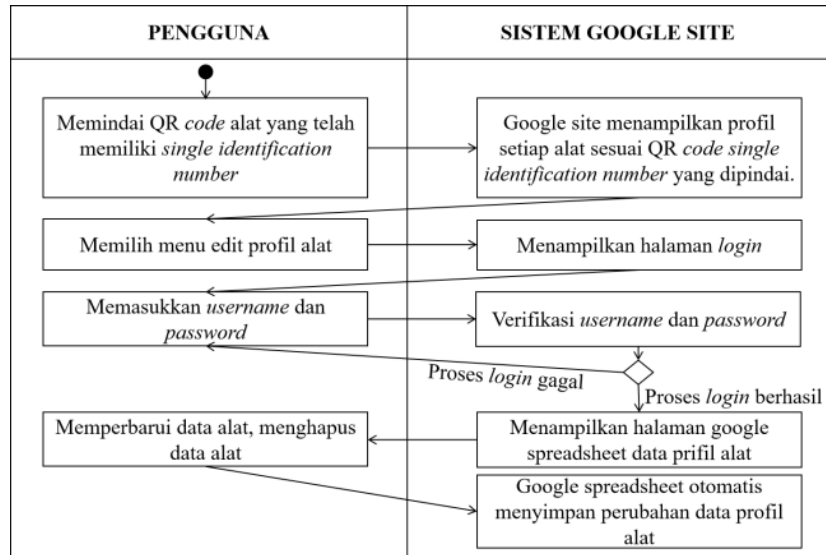 PENGGUNA
SISTEM GOOGLE SITE
Memindai QR code alat yang telah
memiliki single identification
number
Google site menampilkan profil
setiap alat sesuai QR code single
identification number yang dipindai.
Memilih menu edit profil alat
Menampilkan halaman login
Memasukkan username dan
password
Verifikasi username dan password
Proses login gagal
Proses login berhasil
Memperbarui data alat, menghapus
data alat
Menampilkan halaman google
spreadsheet data prifil alat
Google spreadsheet otomatis
menyimpan perubahan data profil
alat